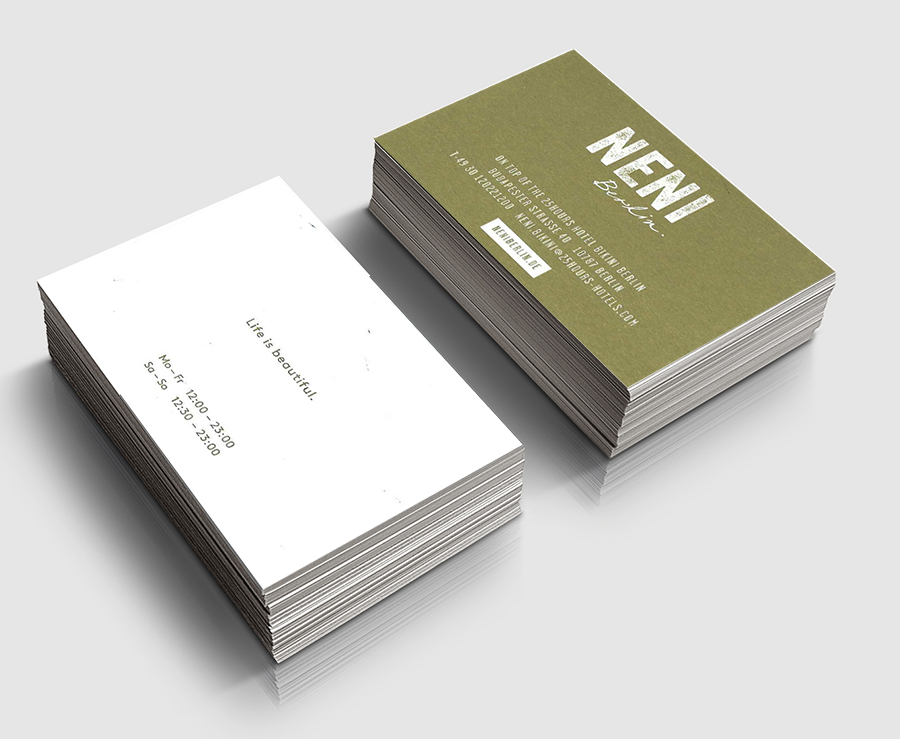 Life is beautiful.
Mo – Fr 12:00 – 23:00
Sa – So 12:30 – 23:00
NENI
Berlin.
ON TOP OF THE 25HOURS HOTEL BIKINI BERLIN
BUDAPESTER STRASSE 40 10787 BERLIN
T:49 30 120221200 NENI.BIKINI@25HOURS-HOTELS.COM
NENIBERLIN.DE